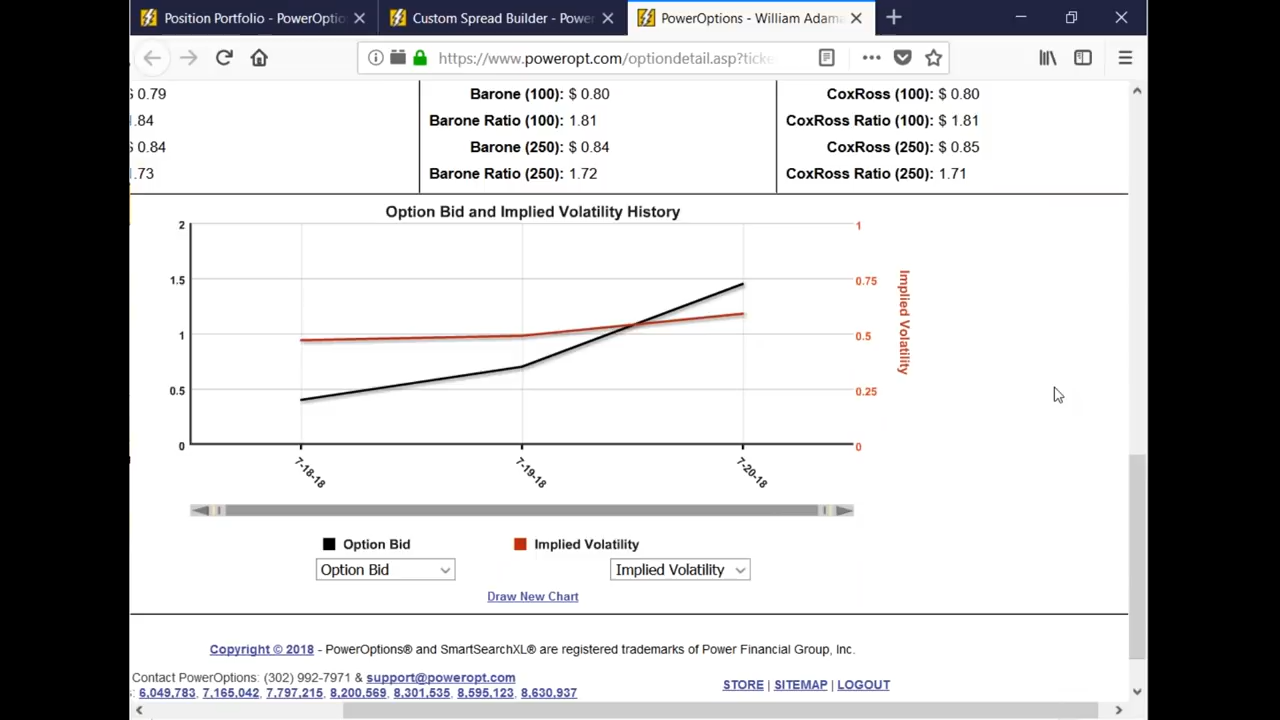 Position Portfolio - PowerOptio
Custom Spread Builder - Power
PowerOptions - William Adama
https://www.poweropt.com/optiondetail.asp?ticke
$ 0.79
Barone (100): $ 0.80
CoxRoss (100): $ 0.80
.84
Barone Ratio (100): 1.81
CoxRoss Ratio (100): $ 1.81
$ 0.84
Barone (250): $ 0.84
CoxRoss (250): $ 0.85
.73
Barone Ratio (250): 1.72
CoxRoss Ratio (250): 1.71
Option Bid and Implied Volatility History
2
1.5
1
0.5
0
1
0.75
0.5
0.25
0
Implied Volatility
7-18-18
7-19-18
7-20-18
Option Bid
Implied Volatility
Option Bid
Implied Volatility
Draw New Chart
Copyright © 2018 - PowerOptions® and SmartSearchXL® are registered trademarks of Power Financial Group, Inc.
Contact PowerOptions: (302) 992-7971 & support@poweropt.com
STORE | SITEMAP | LOGOUT
: 6,049,783, 7,165,042, 7,797,215, 8,200,569, 8,301,535, 8,595,123, 8,630,937